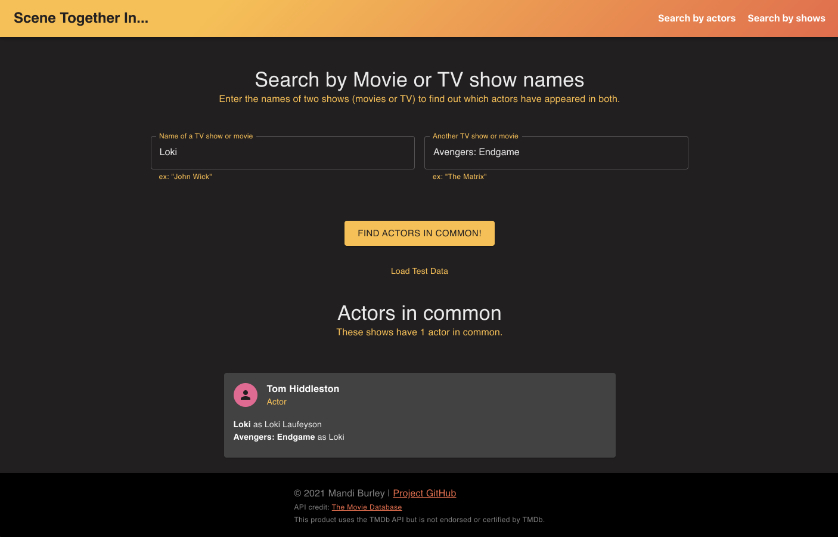 Scene Together In...
Search by actors
Search by shows
Search by Movie or TV show names
Enter the names of two shows (movies or TV) to find out which actors have appeared in both.
Name of a TV show or movie
Another TV show or movie
Loki
Avengers: Endgame
ex: "John Wick"
ex: "The Matrix"
FIND ACTORS IN COMMON!
Load Test Data
Actors in common
These shows have 1 actor in common.
Tom Hiddleston
Actor
Loki as Loki Laufeyson
Avengers: Endgame as Loki
© 2021 Mandi Burley | Project GitHub
API credit: The Movie Database
This product uses the TMDb API but is not endorsed or certified by TMDb.